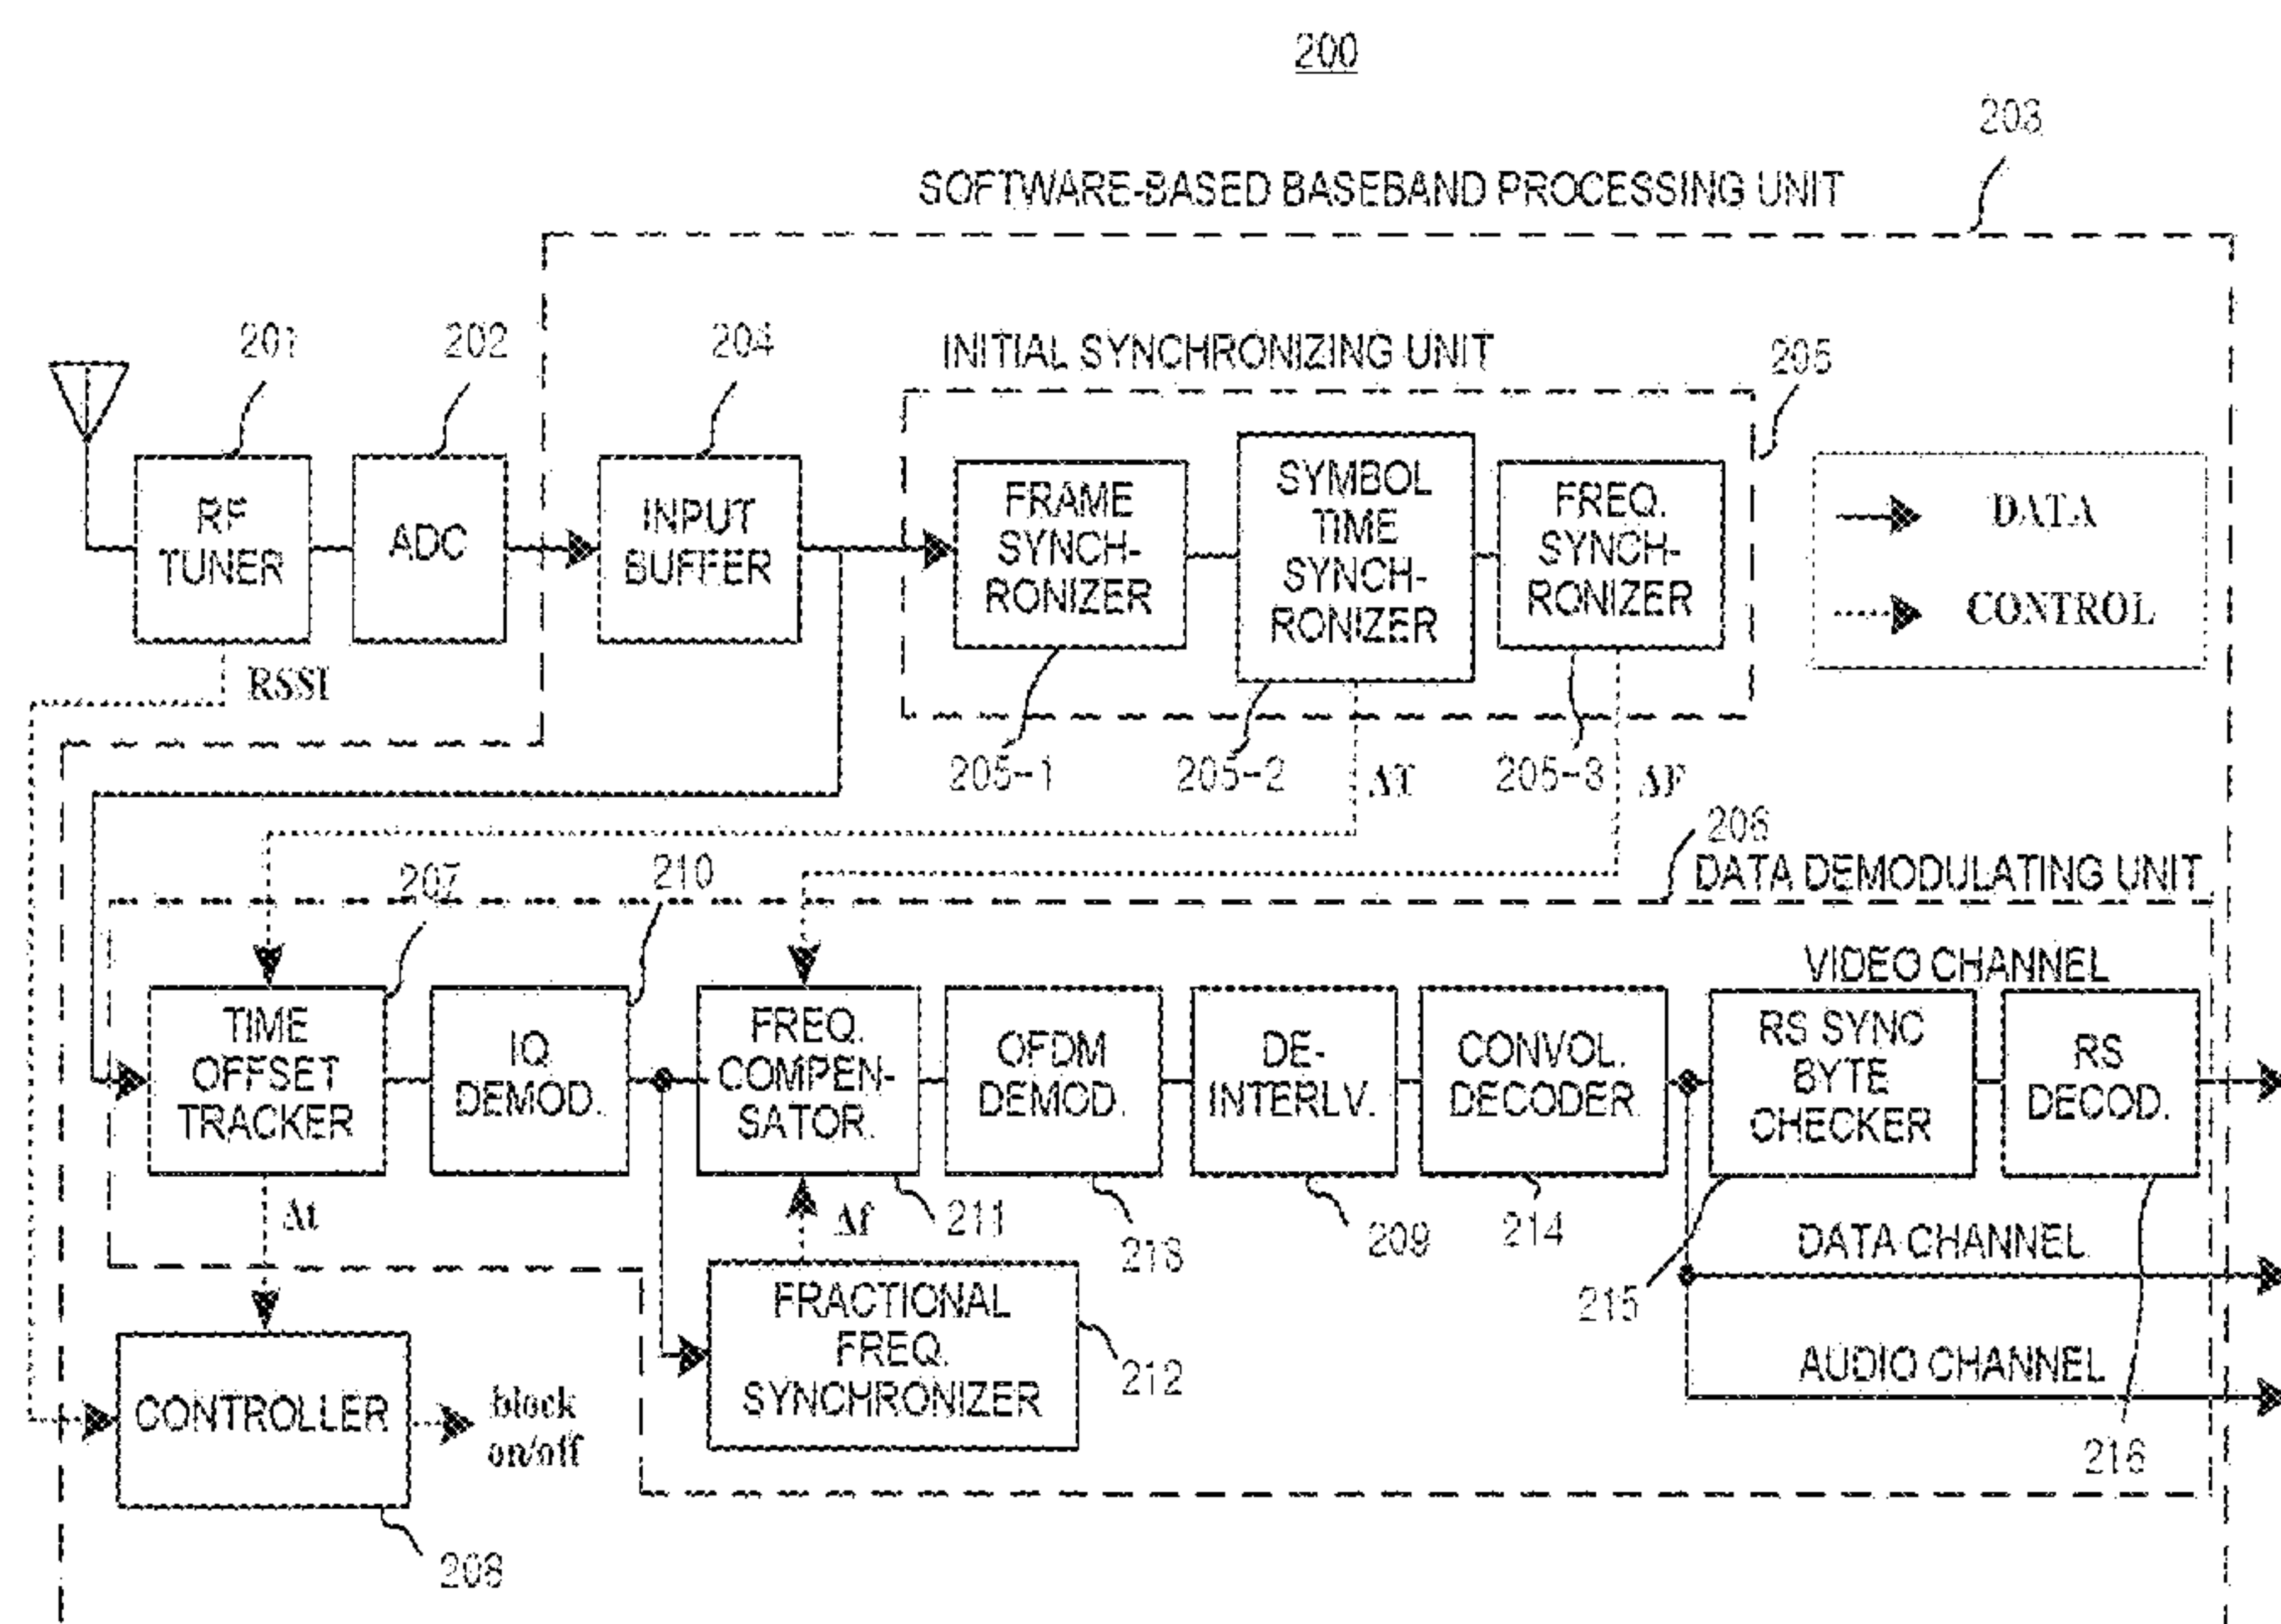 200
203
SOFTWARE-BASED BASEBAND PROCESSING UNIT
201
202
204
INITIAL SYNCHRONIZING UNIT
205
RF
TUNER
ADC
INPUT
BUFFER
FRAME
SYNCH-
RONIZER
SYMBOL
TIME
SYNCH-
RONIZER
FREQ.
SYNCH-
RONIZER
DATA
CONTROL
RSSI
205-1
205-2
ΔT
205-3
ΔF
206
DATA DEMODULATING UNIT
207
210
VIDEO CHANNEL
TIME
OFFSET
TRACKER
IQ
DEMOD.
FREQ.
COMPEN-
SATOR.
OFDM
DEMOD.
DE-
INTERLV.
CONVOL.
DECODER
RS SYNC
BYTE
CHECKER
RS
DECOD.
Δt
Δf
211
213
209
214
DATA CHANNEL
215
FRACTIONAL
FREQ.
SYNCHRONIZER
212
AUDIO CHANNEL
CONTROLLER
block
on/off
216
208